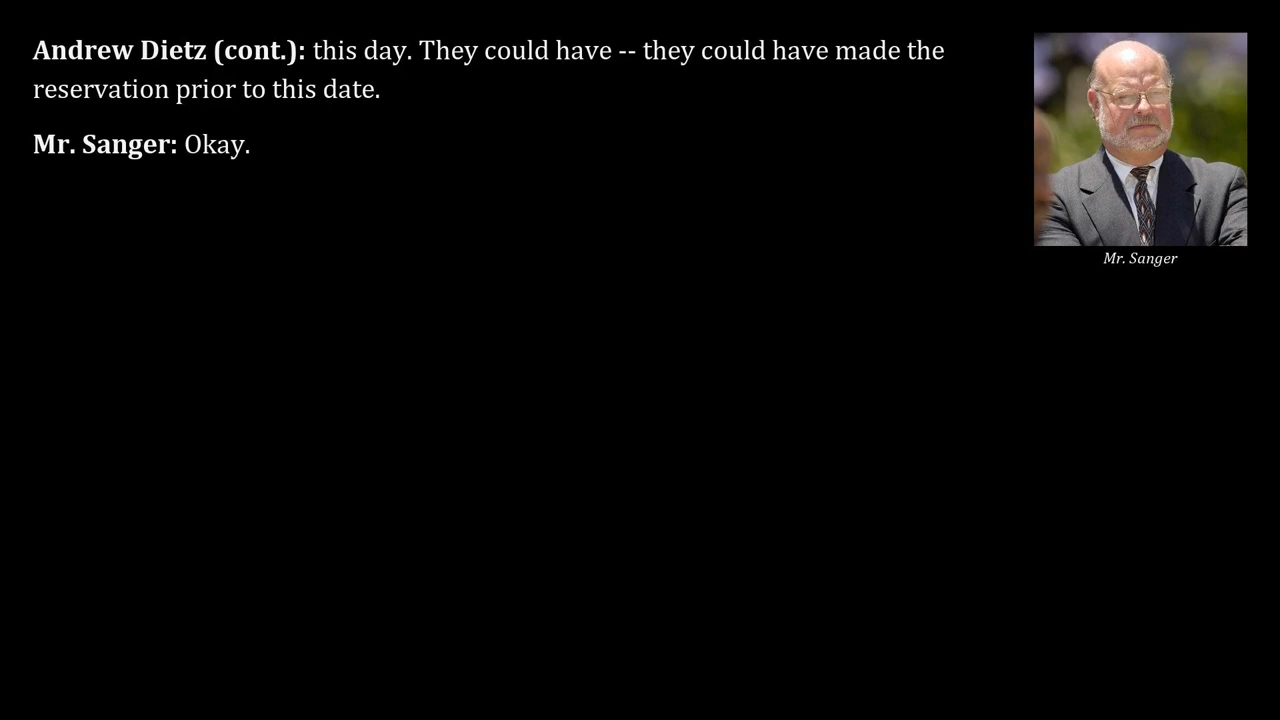 Andrew Dietz (cont.): this day. They could have -- they could have made the
reservation prior to this date.
Mr. Sanger: Okay.
Mr. Sanger